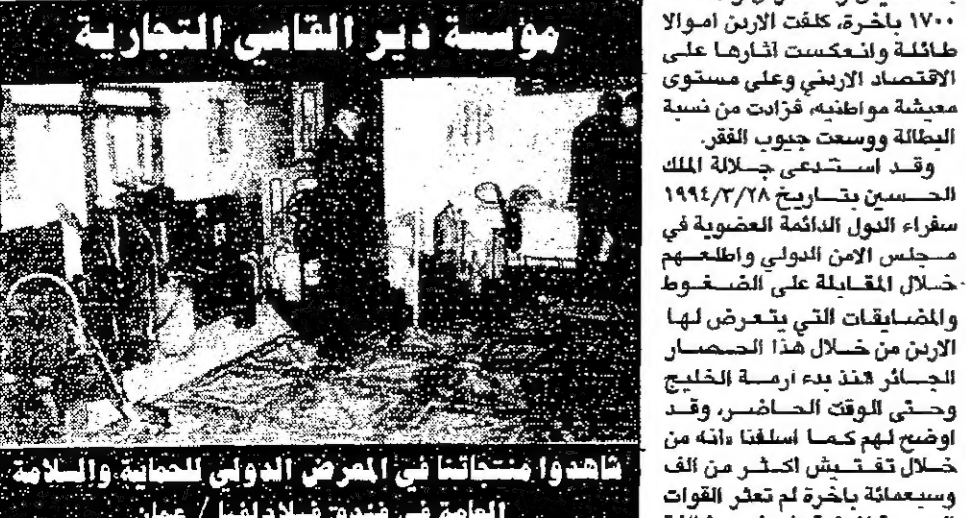 ١٧٠٠ باخرة، كلفت الاردن اموالا
طائلة وانعكست اثارها على
الاقتصاد الاردني وعلى مستوى
معيشة مواطنيه، فزادت من نسبة
البطالة ووسعت جيوب الفقر.
وقد استدعى جلالة الملك
الحسين بتاريخ ١٩٩٤/٣/٢٨
سفراء الدول الدائمة العضوية في
مجلس الامن الدولي واطلعهم
خلال المقابلة على الضغوط
والمضايقات التي يتعرض لها
الاردن من خلال هذا الحصار
الجائر منذ بدء ازمة الخليج
وحتى الوقت الحاضر، وقد
اوضح لهم كما اسلفنا «انه من
خلال تفتيش اكثر من الف
وسبعمائة باخرة لم تعثر القوات
مؤسسة دير القاسي التجارية
شاهدوا منتجاتنا في المعرض الدولي للحماية والسلامة
العامة في فندق فيلادلفيا / عمان